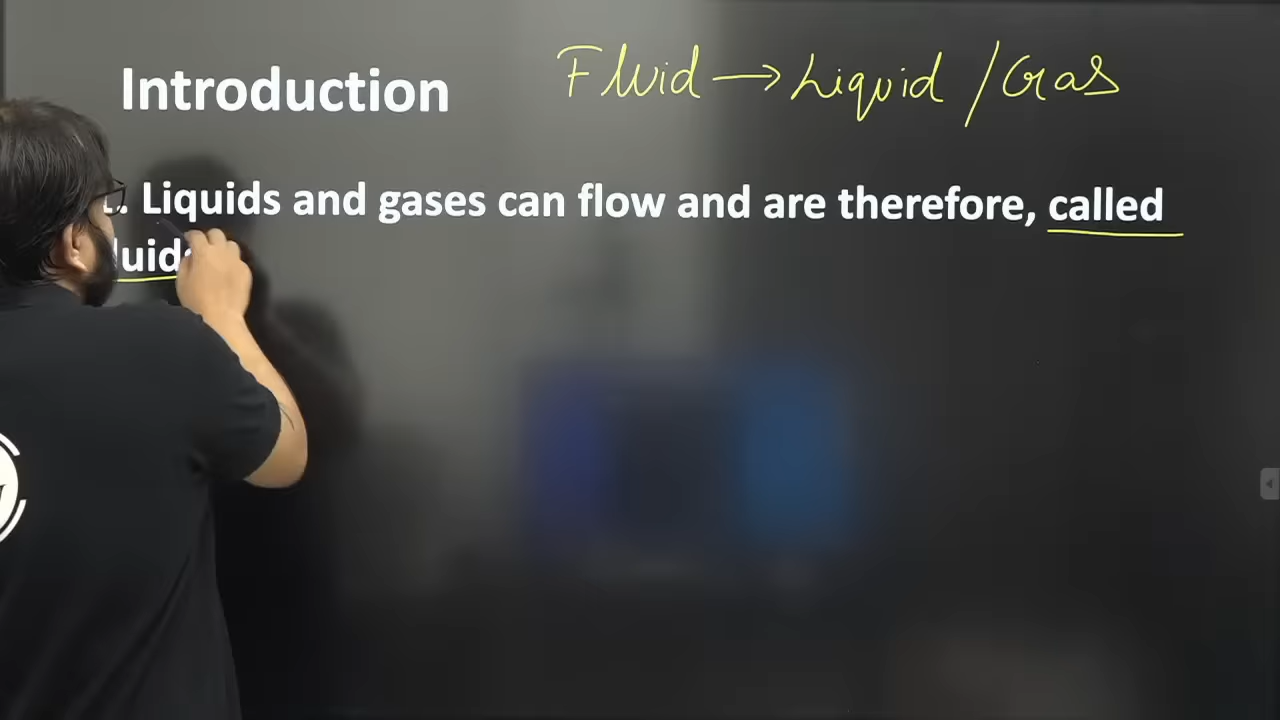 Introduction
Fluid → Liquid / Gas
Liquids and gases can flow and are therefore, called